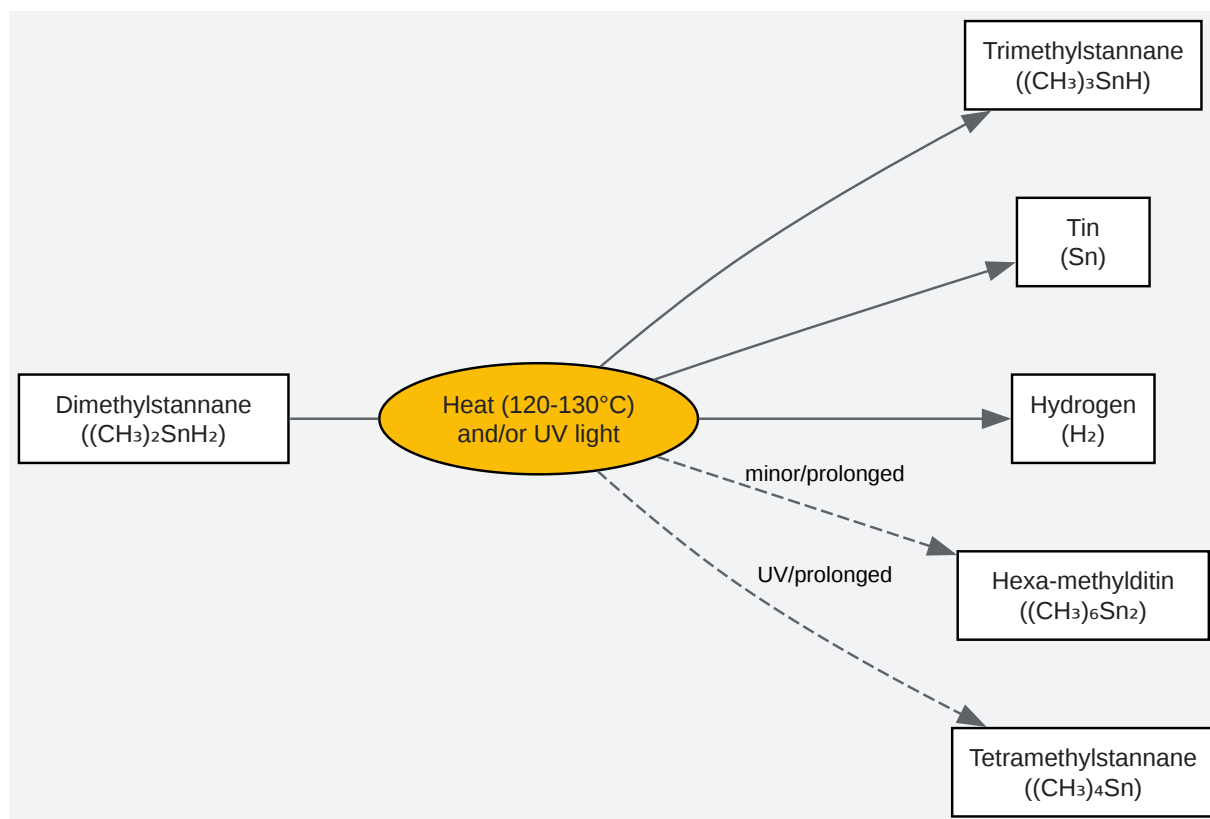 Trimethylstannane
((CH₃)₃SnH)
Tin
(Sn)
Dimethylstannane
((CH₃)₂SnH₂)
Heat (120-130°C)
and/or UV light
Hydrogen
(H₂)
minor/prolonged
Hexa-methylditin
((CH₃)₆Sn₂)
UV/prolonged
Tetramethylstannane
((CH₃)₄Sn)